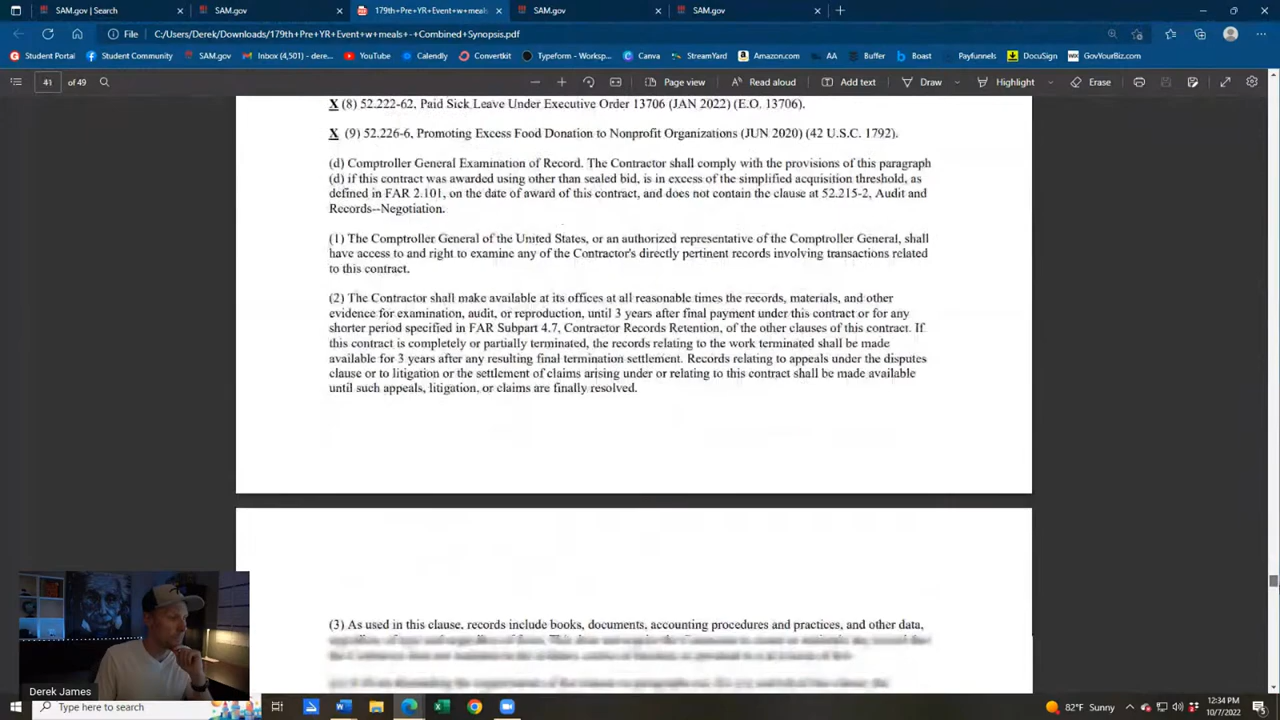 SAM.gov | Search
SAM.gov
179th+Pre+YR+Event+w+meals
SAM.gov
SAM.gov
File
C:/Users/Derek/Downloads/179th+Pre+YR+Event+w+meals+-+Combined+Synopsis.pdf
Student Portal
Student Community
SAM.gov
Inbox (4,501) - dere...
YouTube
Calendly
Convertkit
Typeform - Worksp...
Canva
StreamYard
Amazon.com
AA
Buffer
Boast
Payfunnels
DocuSign
GovYourBiz.com
41 of 49
Page view
Read aloud
Add text
Draw
Highlight
Erase
X (8) 52.222-62, Paid Sick Leave Under Executive Order 13706 (JAN 2022) (E.O. 13706).
X (9) 52.226-6, Promoting Excess Food Donation to Nonprofit Organizations (JUN 2020) (42 U.S.C. 1792).
(d) Comptroller General Examination of Record. The Contractor shall comply with the provisions of this paragraph
(d) if this contract was awarded using other than sealed bid, is in excess of the simplified acquisition threshold, as
defined in FAR 2.101, on the date of award of this contract, and does not contain the clause at 52.215-2, Audit and
Records--Negotiation.
(1) The Comptroller General of the United States, or an authorized representative of the Comptroller General, shall
have access to and right to examine any of the Contractor's directly pertinent records involving transactions related
to this contract.
(2) The Contractor shall make available at its offices at all reasonable times the records, materials, and other
evidence for examination, audit, or reproduction, until 3 years after final payment under this contract or for any
shorter period specified in FAR Subpart 4.7, Contractor Records Retention, of the other clauses of this contract. If
this contract is completely or partially terminated, the records relating to the work terminated shall be made
available for 3 years after any resulting final termination settlement. Records relating to appeals under the disputes
clause or to litigation or the settlement of claims arising under or relating to this contract shall be made available
until such appeals, litigation, or claims are finally resolved.
(3) As used in this clause, records include books, documents, accounting procedures and practices, and other data,
Derek James
Type here to search
82°F Sunny
12:34 PM
10/7/2022